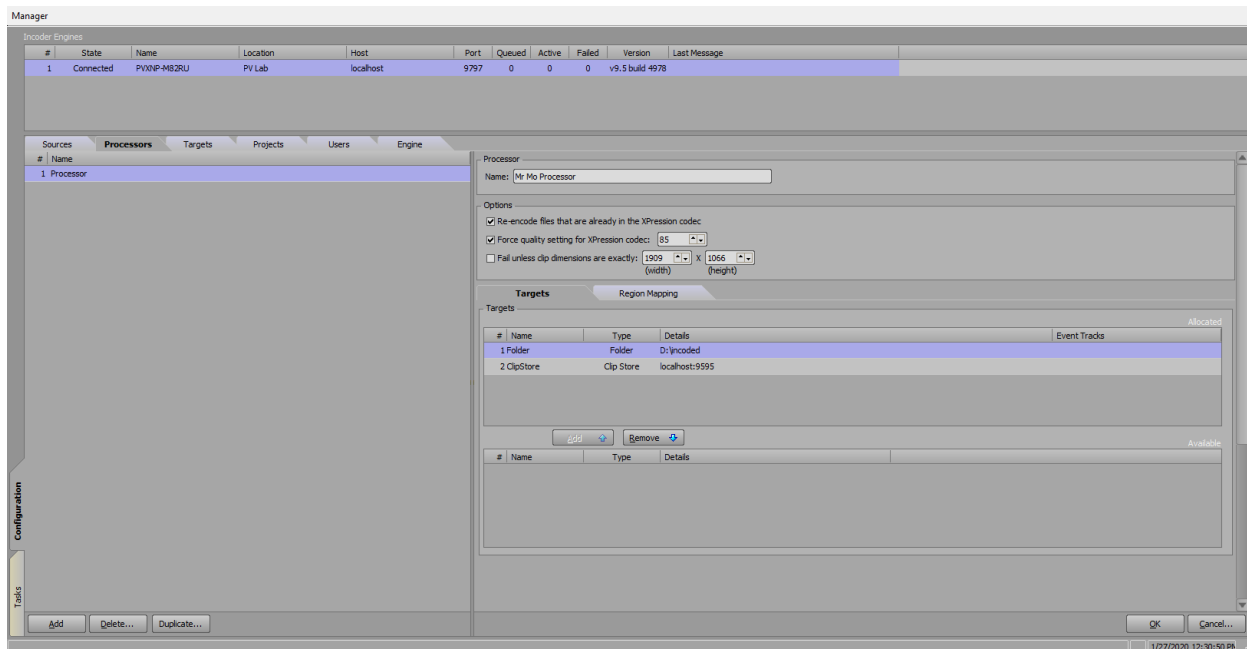 Manager
Incoder Engines
# State Name Location Host Port Queued Active Failed Version Last Message
1 Connected PVXNP-M82RU PV Lab localhost 9797 0 0 0 v9.5 build 4978
Sources Processors Targets Projects Users Engine
# Name
1 Processor
Processor
Name: Mr Mo Processor
Options
Re-encode files that are already in the XPression codec
Force quality setting for XPression codec: 85
Fail unless clip dimensions are exactly: 1909 X 1066
(width) (height)
Targets Region Mapping
Targets
Allocated
# Name Type Details Event Tracks
1 Folder Folder D:\incoded
2 ClipStore Clip Store localhost:9595
Add Remove
Available
# Name Type Details
Configuration
Tasks
Add Delete... Duplicate... OK Cancel...
1/27/2020 12:30:50 PM